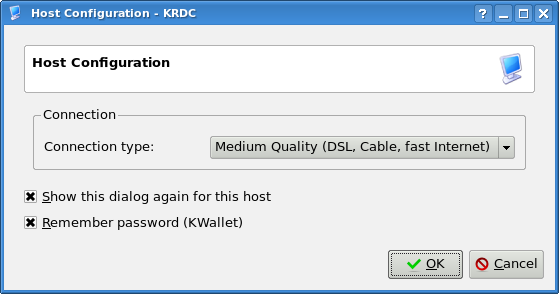 Host Configuration - KRDC
?
Host Configuration
Connection
Connection type:
Medium Quality (DSL, Cable, fast Internet)
Show this dialog again for this host
Remember password (KWallet)
OK
Cancel